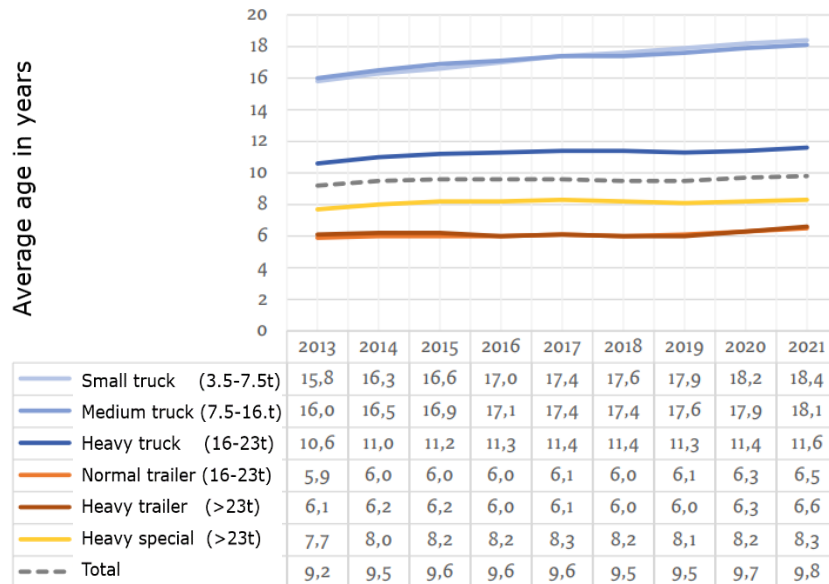 Average age in years
20
18
16
14
12
10
8
6
4
2
0
2013 2014 2015 2016 2017 2018 2019 2020 2021
Small truck (3.5-7.5t) 15,8 16,3 16,6 17,0 17,4 17,6 17,9 18,2 18,4
Medium truck (7.5-16.t) 16,0 16,5 16,9 17,1 17,4 17,4 17,6 17,9 18,1
Heavy truck (16-23t) 10,6 11,0 11,2 11,3 11,4 11,4 11,3 11,4 11,6
Normal trailer (16-23t) 5,9 6,0 6,0 6,0 6,1 6,0 6,1 6,3 6,5
Heavy trailer (>23t) 6,1 6,2 6,2 6,0 6,1 6,0 6,0 6,3 6,6
Heavy special (>23t) 7,7 8,0 8,2 8,2 8,3 8,2 8,1 8,2 8,3
Total 9,2 9,5 9,6 9,6 9,6 9,5 9,5 9,7 9,8